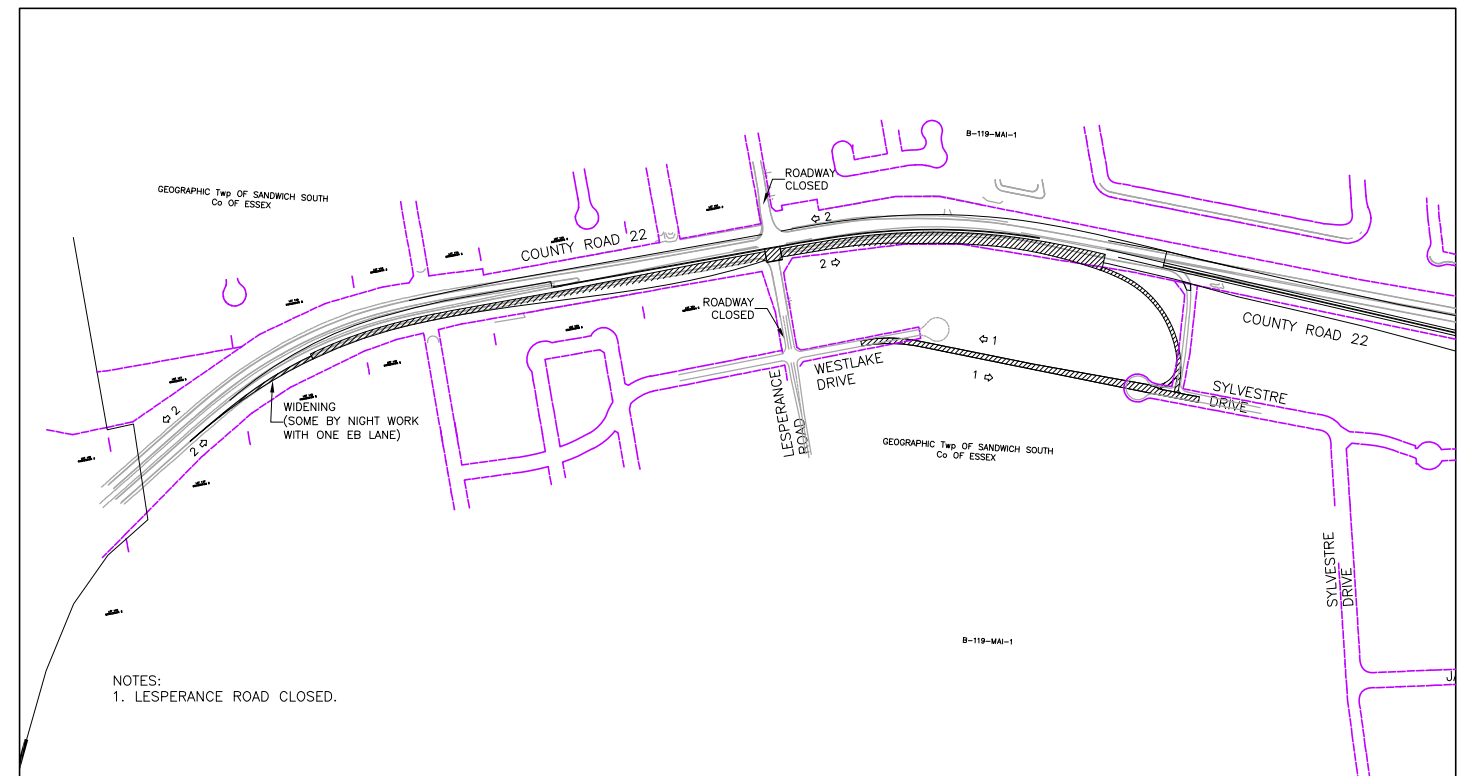 B-119-MAI-1
ROADWAY
CLOSED
GEOGRAPHIC Twp OF SANDWICH SOUTH
Co OF ESSEX
2
COUNTY ROAD 22
2
ROADWAY
CLOSED
COUNTY ROAD 22
1
WESTLAKE
DRIVE
1
SYLVESTRE
DRIVE
LESPERANCE
ROAD
2
WIDENING
(SOME BY NIGHT WORK
WITH ONE EB LANE)
2
GEOGRAPHIC Twp OF SANDWICH SOUTH
Co OF ESSEX
SYLVESTRE
DRIVE
B-119-MAI-1
NOTES:
1. LESPERANCE ROAD CLOSED.